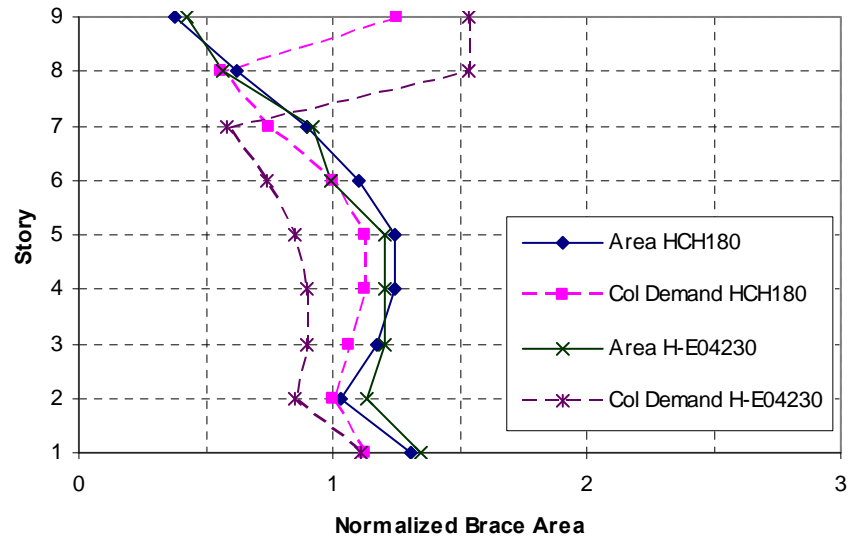 9
8
7
6
5
4
3
2
1
Story
Area HCH180
Col Demand HCH180
Area H-E04230
Col Demand H-E04230
0
1
2
3
Normalized Brace Area